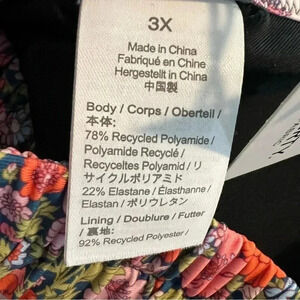 3X
Made in China
Fabriqué en Chine
Hergestellt in China
中国製
Body / Corps / Oberteil /
本体:
78% Recycled Polyamide /
Polyamide Recyclé /
Recyceltes Polyamid / リ
サイクルポリアミド
22% Elastane / Élasthanne /
Elastan / ポリウレタン
Lining / Doublure / Futter
/ 裏地:
92% Recycled Polyester /